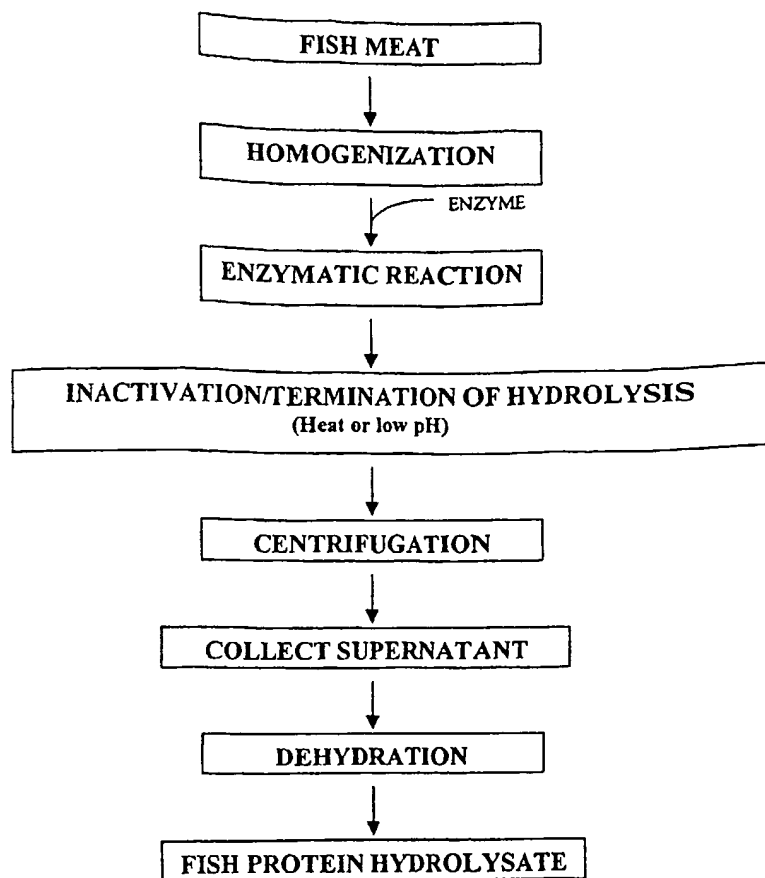 FISH MEAT
HOMOGENIZATION
ENZYME
ENZYMATIC REACTION
INACTIVATION/TERMINATION OF HYDROLYSIS
(Heat or low pH)
CENTRIFUGATION
COLLECT SUPERNATANT
DEHYDRATION
FISH PROTEIN HYDROLYSATE